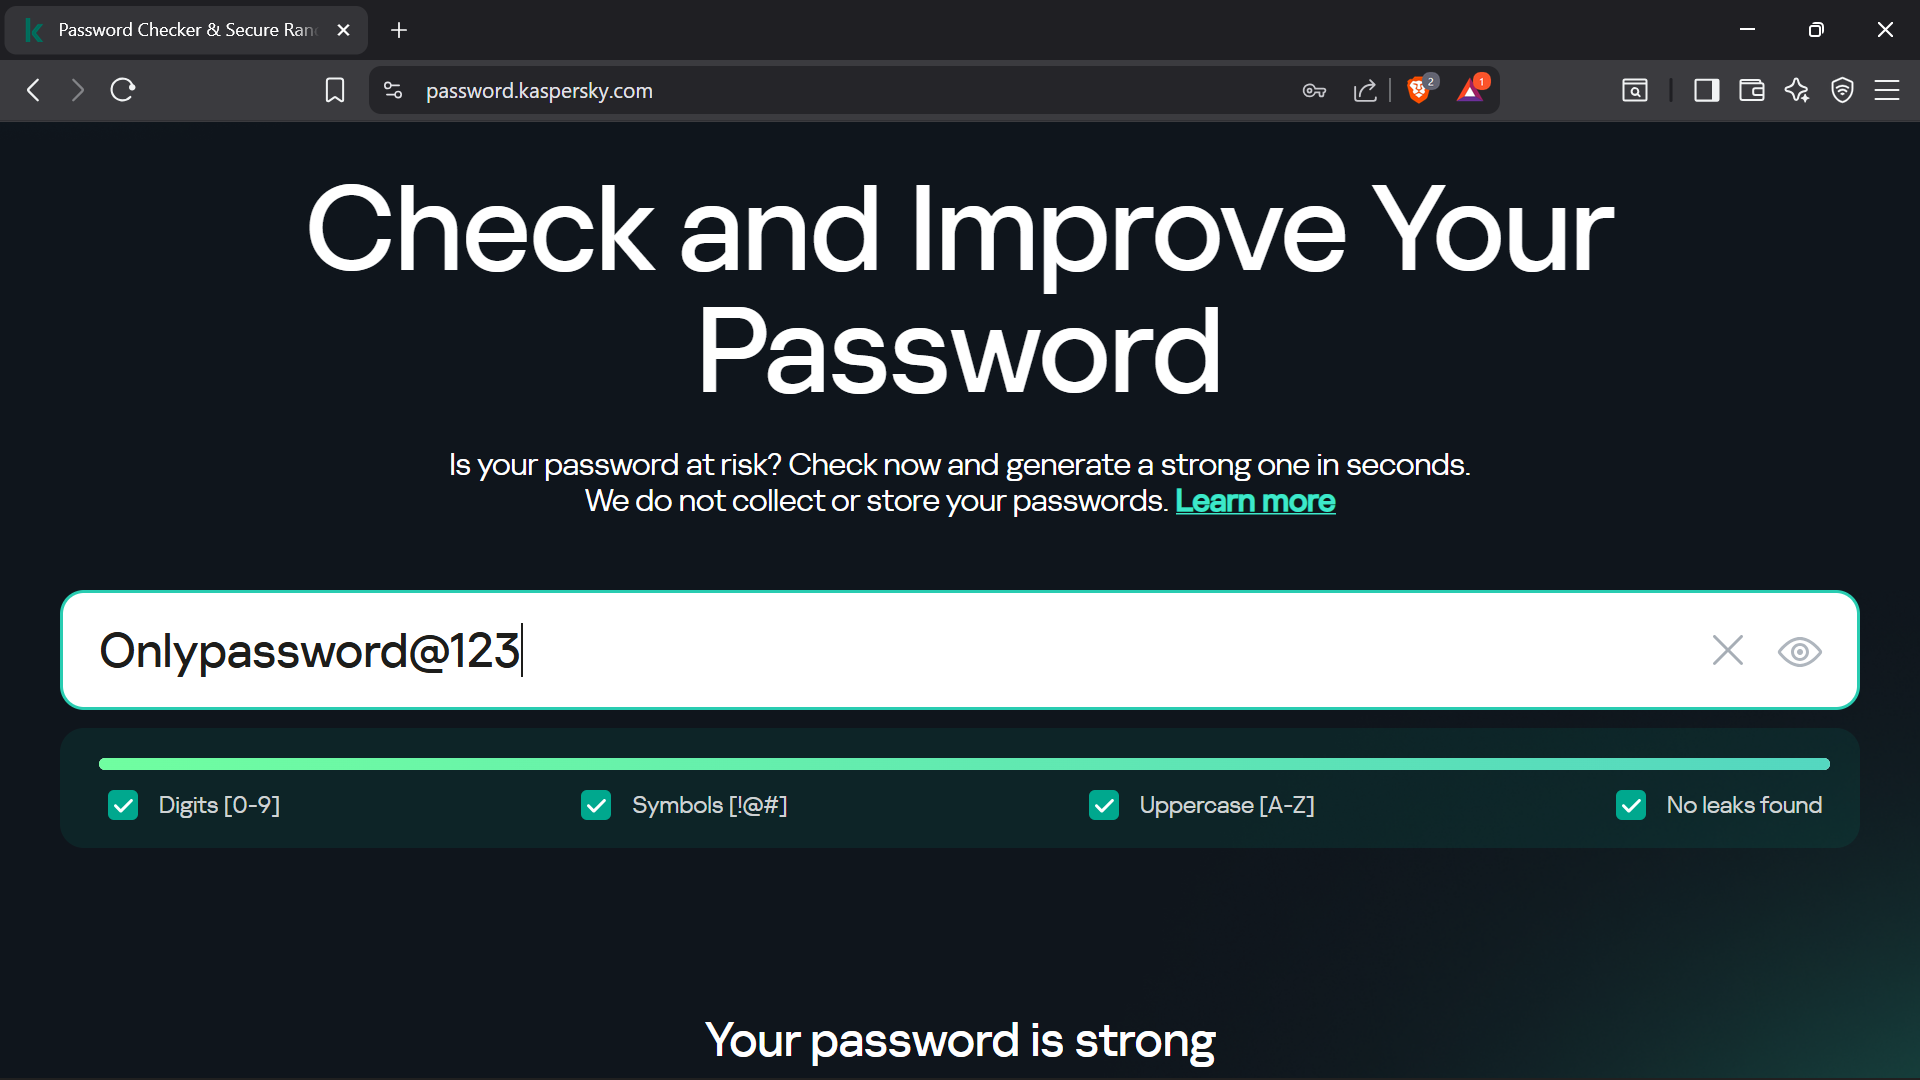 Password Checker & Secure Ran
password.kaspersky.com
2
1
Check and Improve Your
Password
Is your password at risk? Check now and generate a strong one in seconds.
We do not collect or store your passwords. Learn more
Onlypassword@123
Digits [0-9]
Symbols [!@#]
Uppercase [A-Z]
No leaks found
Your password is strong